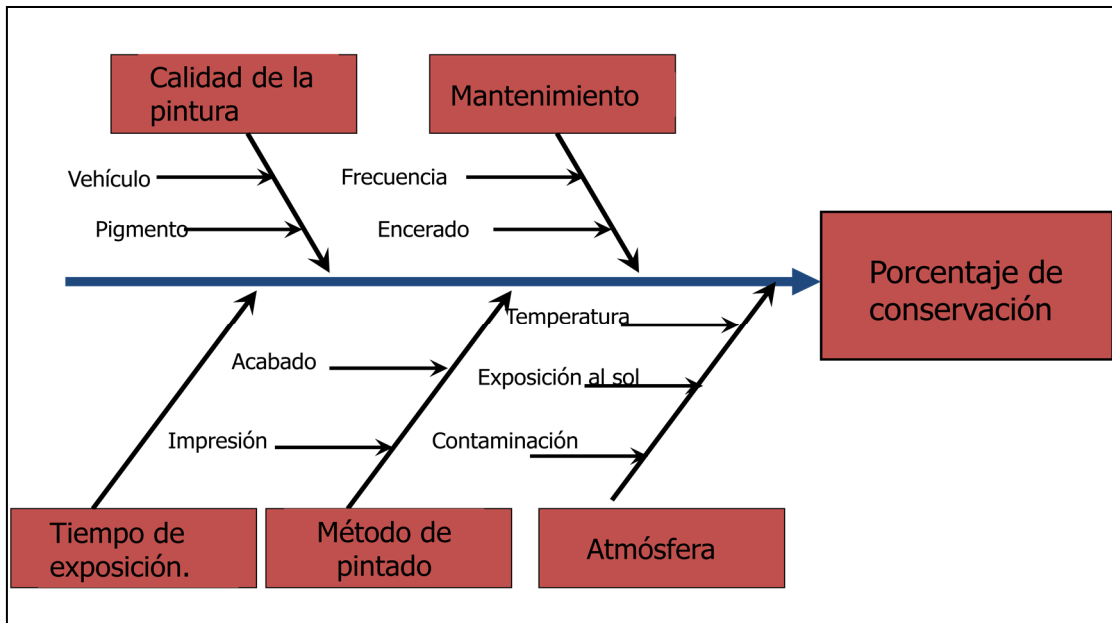 Calidad de la
pintura
Mantenimiento
Vehículo
Frecuencia
Pigmento
Encerado
Porcentaje de
conservación
Temperatura
Acabado
Exposición al sol
Impresión
Contaminación
Tiempo de
exposición.
Método de
pintado
Atmósfera